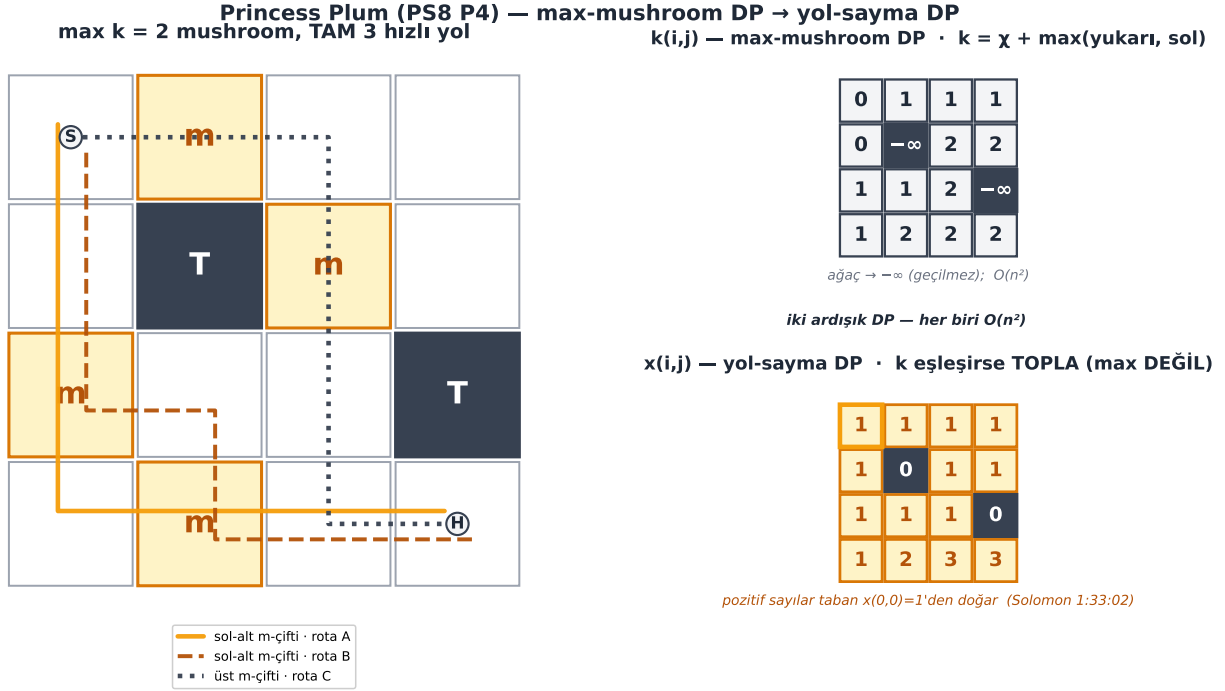 Princess Plum (PS8 P4) — max-mushroom DP → yol-sayma DP
max k = 2 mushroom, TAM 3 hızlı yol
S m
T m
m T
m H
sol-alt m-çifti · rota A
sol-alt m-çifti · rota B
üst m-çifti · rota C
k(i,j) — max-mushroom DP · k = χ + max(yukarı, sol)
0 1 1 1
0 −∞ 2 2
1 1 2 −∞
1 2 2 2
ağaç → −∞ (geçilmez); O(n²)
iki ardışık DP — her biri O(n²)
x(i,j) — yol-sayma DP · k eşleşirse TOPLA (max DEĞİL)
1 1 1 1
1 0 1 1
1 1 1 0
1 2 3 3
pozitif sayılar taban x(0,0)=1'den doğar (Solomon 1:33:02)